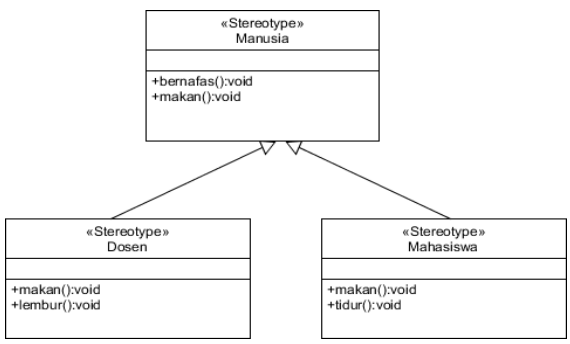 «Stereotype»
Manusia
+bernafas():void
+makan():void
«Stereotype»
Dosen
+makan():void
+lembur():void
«Stereotype»
Mahasiswa
+makan():void
+tidur():void